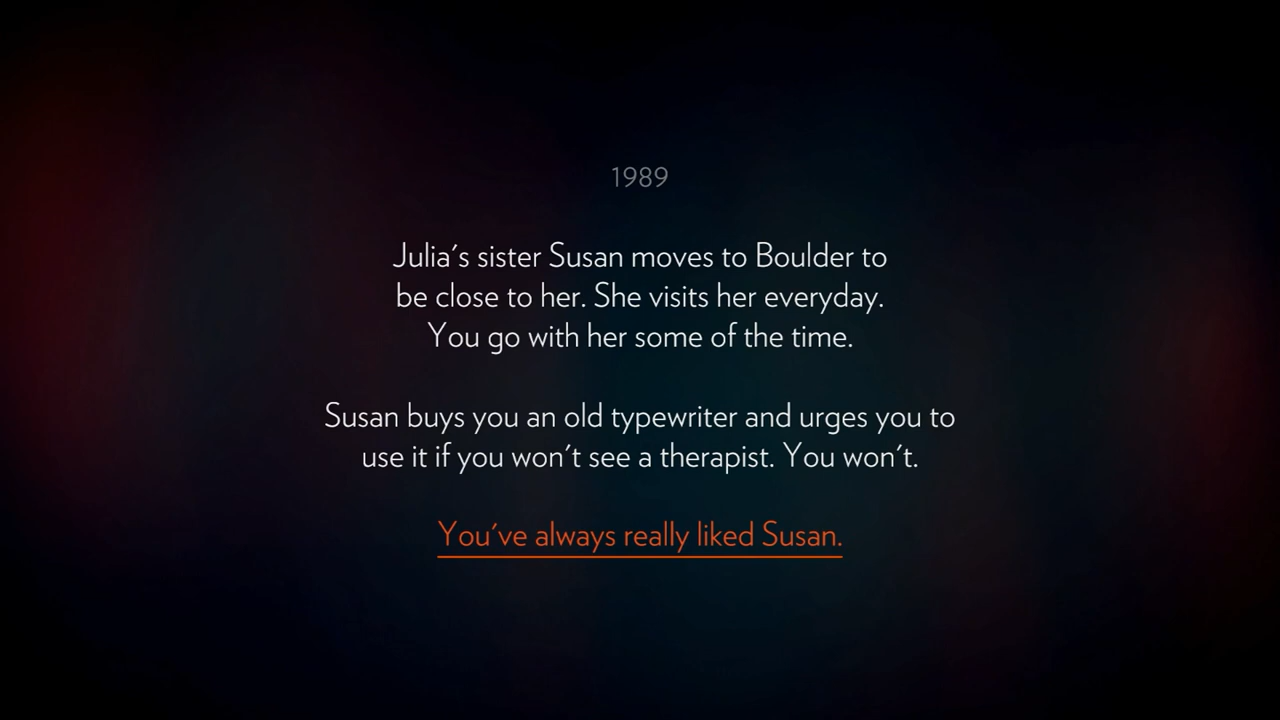 1989
Julia's sister Susan moves to Boulder to
be close to her. She visits her everyday.
You go with her some of the time.
Susan buys you an old typewriter and urges you to
use it if you won't see a therapist. You won't.
You've always really liked Susan.